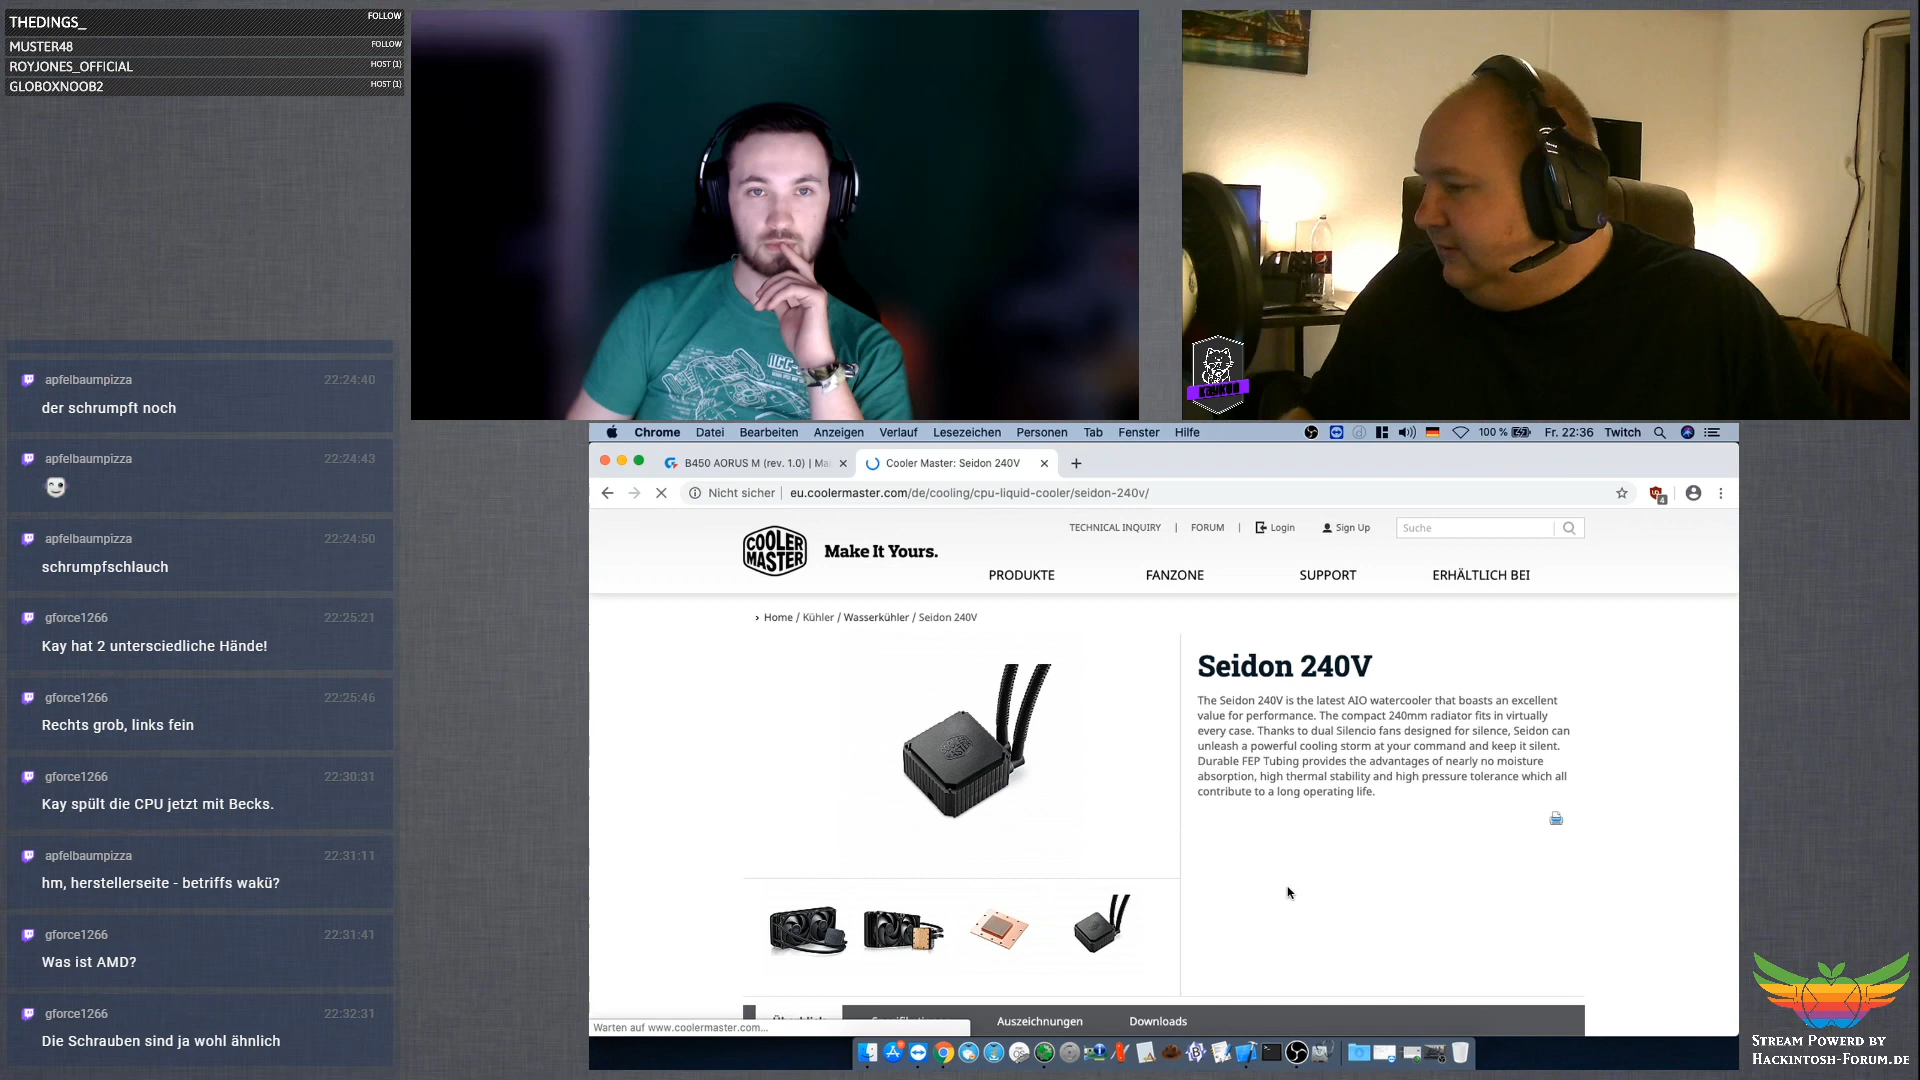 THEDINGS_ FOLLOW
MUSTER48 FOLLOW
ROYJONES_OFFICIAL HOST (1)
GLOBOXNOOB2 HOST (1)
apfelbaumpizza 22:24:40
der schrumpft noch
apfelbaumpizza 22:24:43
apfelbaumpizza 22:24:50
schrumpfschlauch
gforce1266 22:25:21
Kay hat 2 untersciedliche Hände!
gforce1266 22:25:46
Rechts grob, links fein
gforce1266 22:30:31
Kay spült die CPU jetzt mit Becks.
apfelbaumpizza 22:31:11
hm, herstellerseite - betriffs wakü?
gforce1266 22:31:41
Was ist AMD?
gforce1266 22:32:31
Die Schrauben sind ja wohl ähnlich
Chrome Datei Bearbeiten Anzeigen Verlauf Lesezeichen Personen Tab Fenster Hilfe 100 % Fr. 22:36 Twitch
B450 AORUS M (rev. 1.0) | Ma Cooler Master: Seidon 240V
Nicht sicher | eu.coolermaster.com/de/cooling/cpu-liquid-cooler/seidon-240v/ 4
TECHNICAL INQUIRY | FORUM | Login Sign Up Suche
COOLER
MASTER
Make It Yours.
PRODUKTE FANZONE SUPPORT ERHÄLTLICH BEI
› Home / Kühler / Wasserkühler / Seidon 240V
Seidon 240V
The Seidon 240V is the latest AIO watercooler that boasts an excellent
value for performance. The compact 240mm radiator fits in virtually
every case. Thanks to dual Silencio fans designed for silence, Seidon can
unleash a powerful cooling storm at your command and keep it silent.
Durable FEP Tubing provides the advantages of nearly no moisture
absorption, high thermal stability and high pressure tolerance which all
contribute to a long operating life.
Auszeichnungen Downloads
Warten auf www.coolermaster.com...
Stream Powerd by
Hackintosh-Forum.de